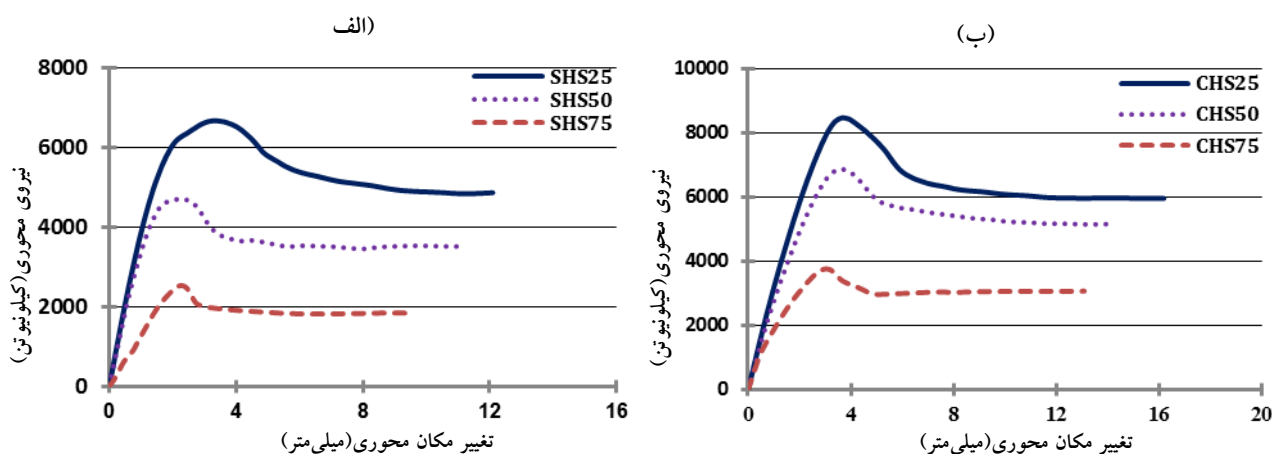 (الف
8000
6000
4000
2000
0
0 4 8 12 16
SHS25
SHS50
SHS75
نیروی محوری(کیلونیوتن)
تغییر مکان محوری(میلی‌متر)
(ب)
10000
8000
6000
4000
2000
0
0 4 8 12 16 20
CHS25
CHS50
CHS75
نیروی محوری(کیلونیوتن)
تغییر مکان محوری(میلی‌متر)